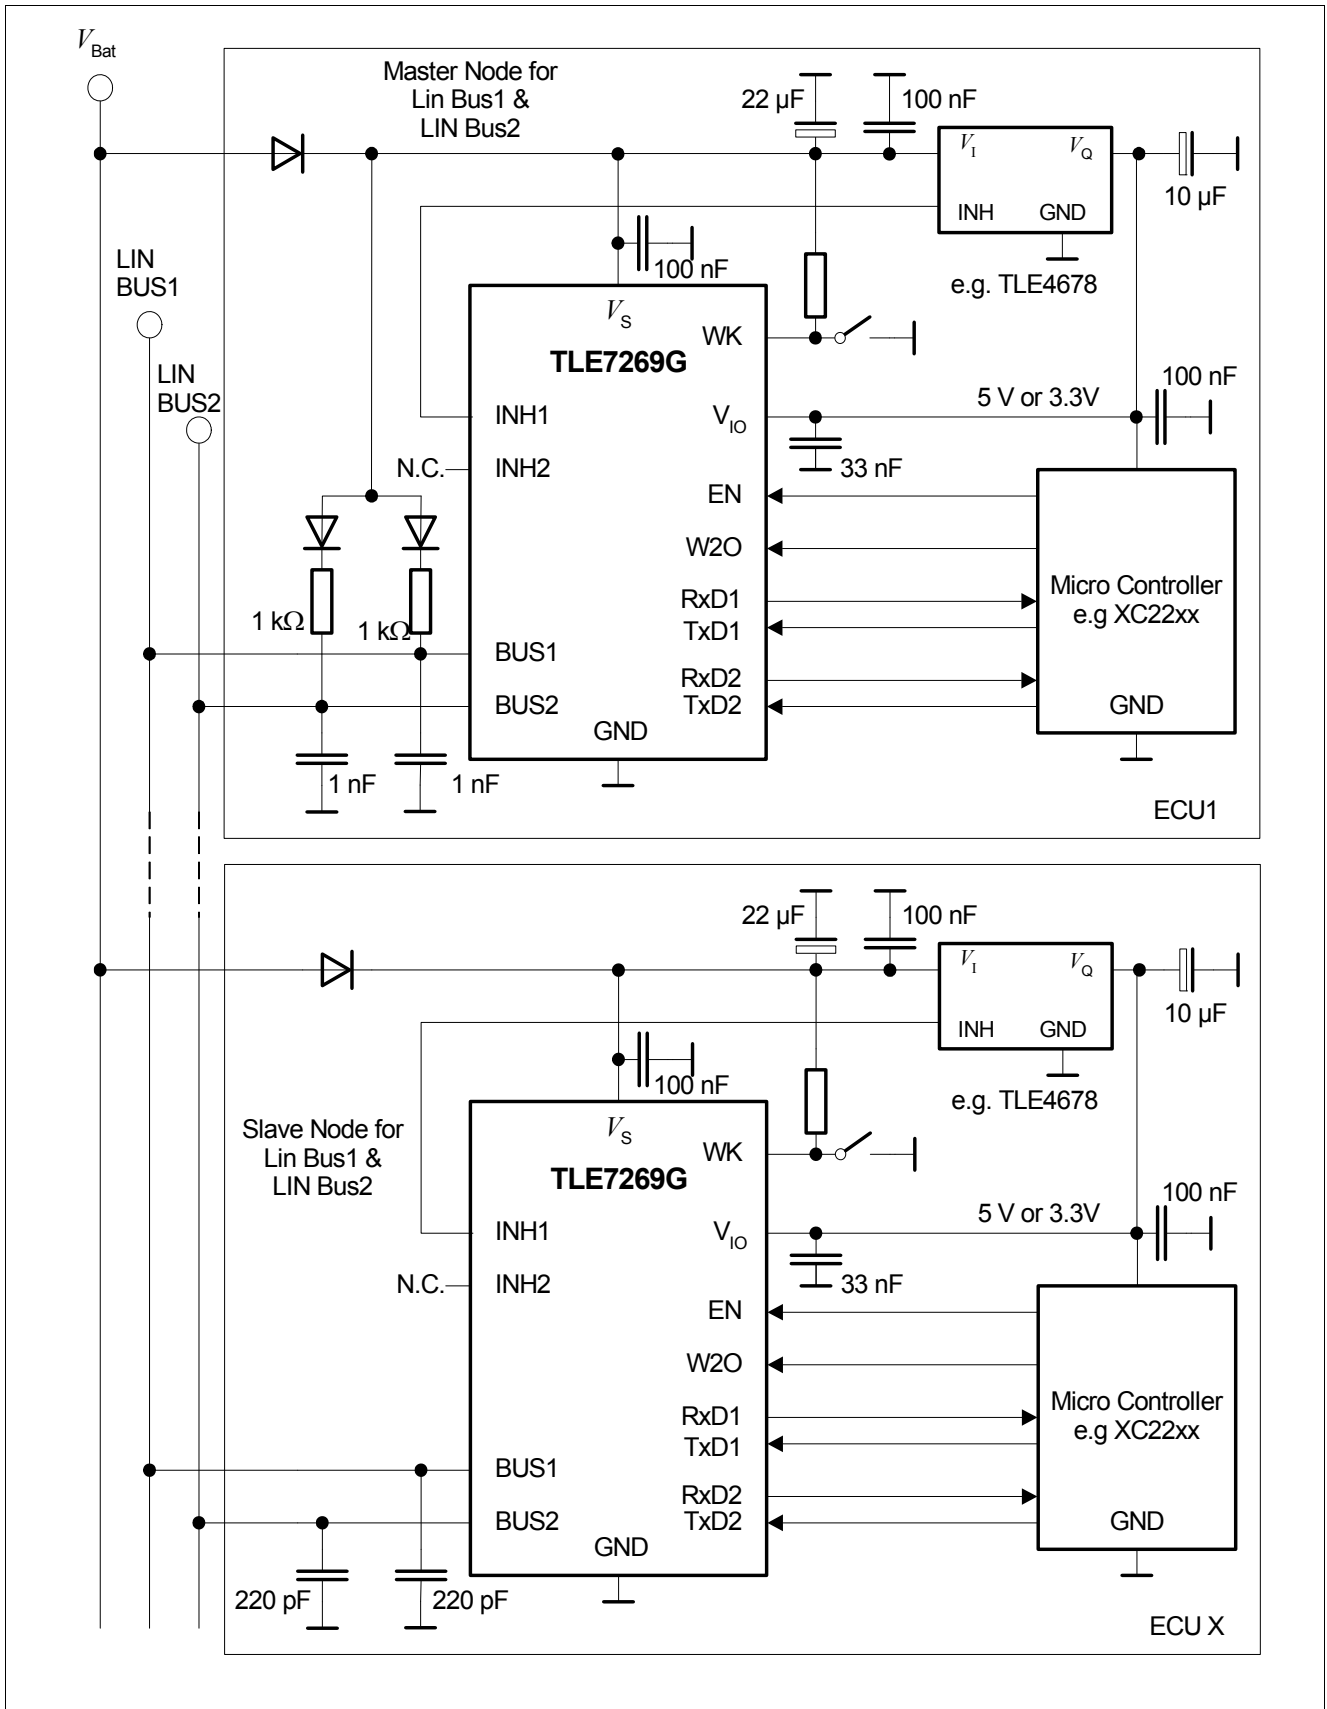 V_Bat
Master Node for
Lin Bus1 &
LIN Bus2
22 µF
100 nF
V_I
V_Q
10 µF
INH
GND
e.g. TLE4678
LIN
BUS1
100 nF
V_S
WK
TLE7269G
LIN
BUS2
100 nF
5 V or 3.3V
INH1
V_IO
33 nF
N.C.
INH2
EN
W2O
Micro Controller
e.g XC22xx
RxD1
TxD1
1 kΩ
1 kΩ
BUS1
RxD2
BUS2
TxD2
GND
GND
1 nF
1 nF
ECU1
22 µF
100 nF
V_I
V_Q
10 µF
INH
GND
e.g. TLE4678
100 nF
Slave Node for
Lin Bus1 &
LIN Bus2
V_S
WK
TLE7269G
100 nF
5 V or 3.3V
INH1
V_IO
33 nF
N.C.
INH2
EN
W2O
Micro Controller
e.g XC22xx
RxD1
TxD1
BUS1
RxD2
BUS2
TxD2
GND
GND
220 pF
220 pF
ECU X